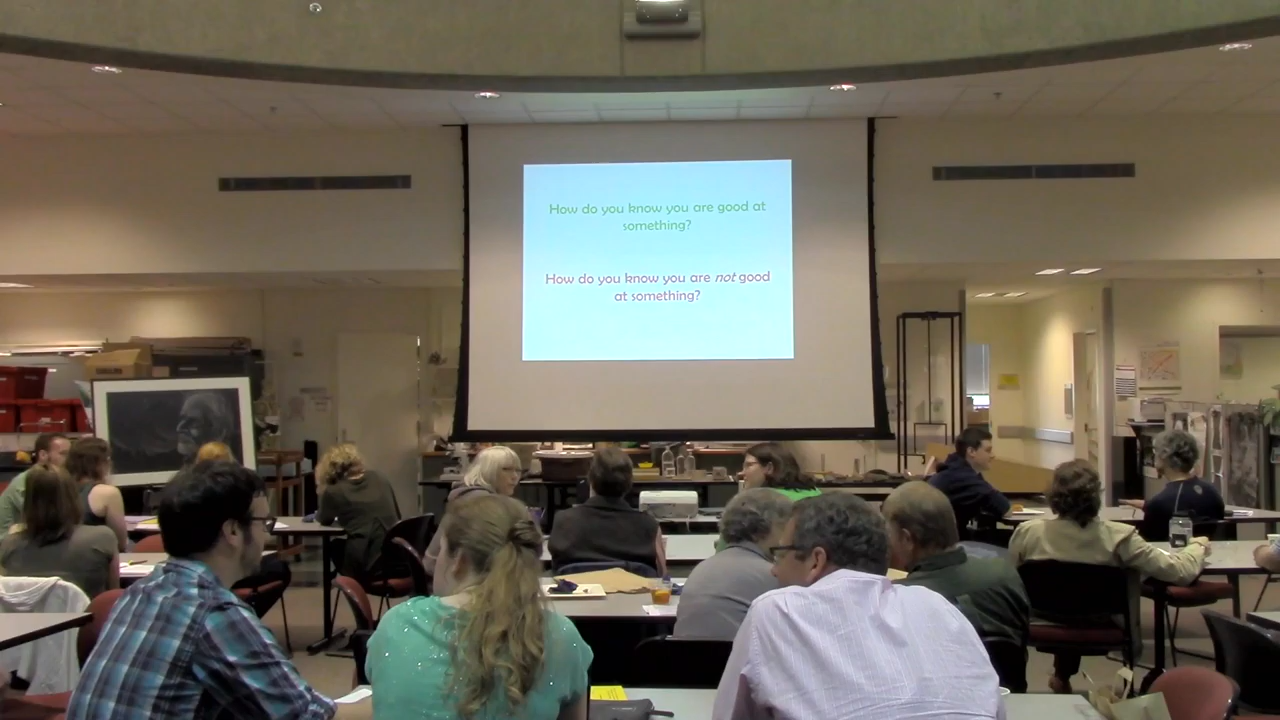 How do you know you are good at
something?
How do you know you are not good
at something?